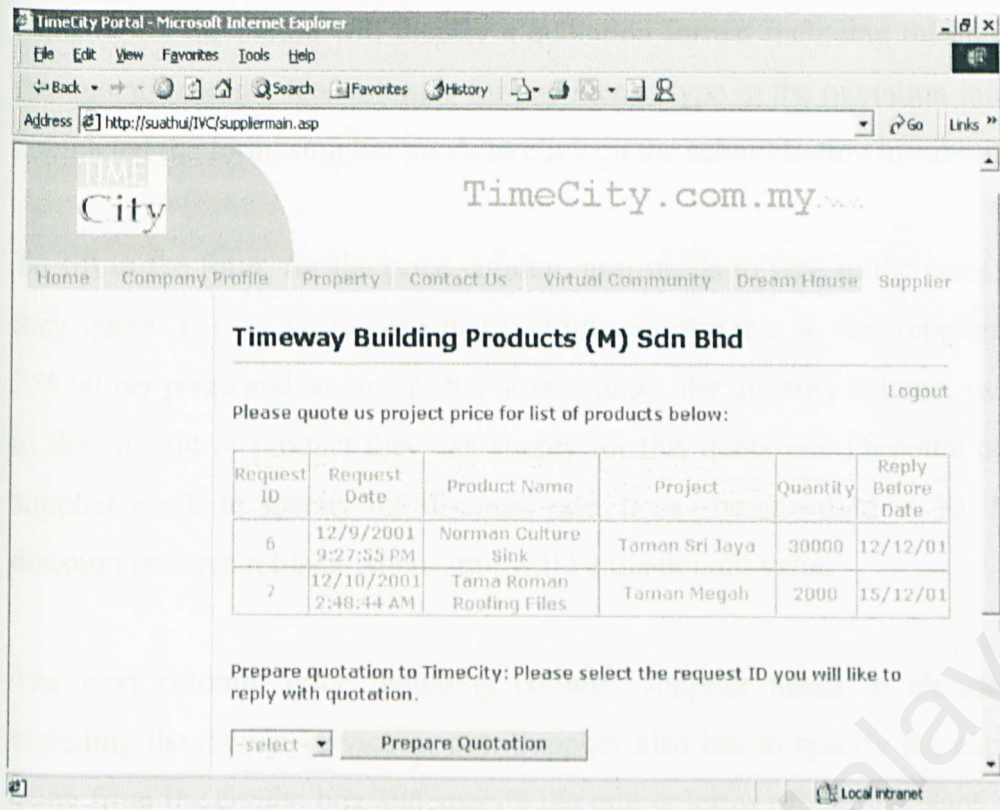 TimeCity Portal - Microsoft Internet Explorer
File Edit View Favorites Tools Help
Back Search Favorites History
Address http://suathui/IVC/suppliermain.asp Go Links »
TIME
City
TimeCity.com.my
Home Company Profile Property Contact Us Virtual Community Dream House Supplier
Timeway Building Products (M) Sdn Bhd
Logout
Please quote us project price for list of products below:
Request ID Request Date Product Name Project Quantity Reply Before Date
6 12/9/2001 9:27:55 PM Norman Culture Sink Taman Sri Jaya 30000 12/12/01
7 12/10/2001 2:48:44 AM Tama Roman Roofing Files Taman Megah 2000 15/12/01
Prepare quotation to TimeCity: Please select the request ID you will like to
reply with quotation.
-select- Prepare Quotation
Local intranet